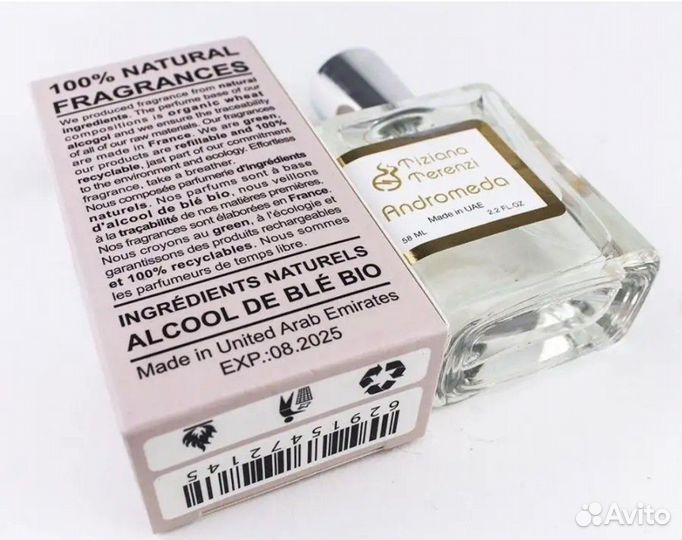 100% NATURAL
FRAGRANCES
We produced fragrance from natural
ingredients. The perfume base of our
compositions is organic wheat
alcogol and we ensure the traceability
of all of our raw materials. Our fragrances
are made in France. We are green,
our products are refillable and 100%
recyclable, just part of our commitment
to the environment and ecology. Effortless
fragrance, take a breather.
Nous composée parfumerie d'ingrédients
naturels. Nos parfums sont à base
d'alcool de blé bio. nous veillons
à la traçabilité de nos matières premières.
Nos fragrances sont élaborées en France.
Nous croyons au green, à l'écologie et
garantissons des produits rechargeables
et 100% recyclables. Nous sommes
les parfumeurs de temps libre.
INGRÉDIENTS NATURELS
ALCOOL DE BLÉ BIO
Made in United Arab Emirates
EXP.:08.2025
6291547721145
Tiziana
Terenzi
Andromeda
Made in UAE
58 ML
2.2 FL.OZ
Avito